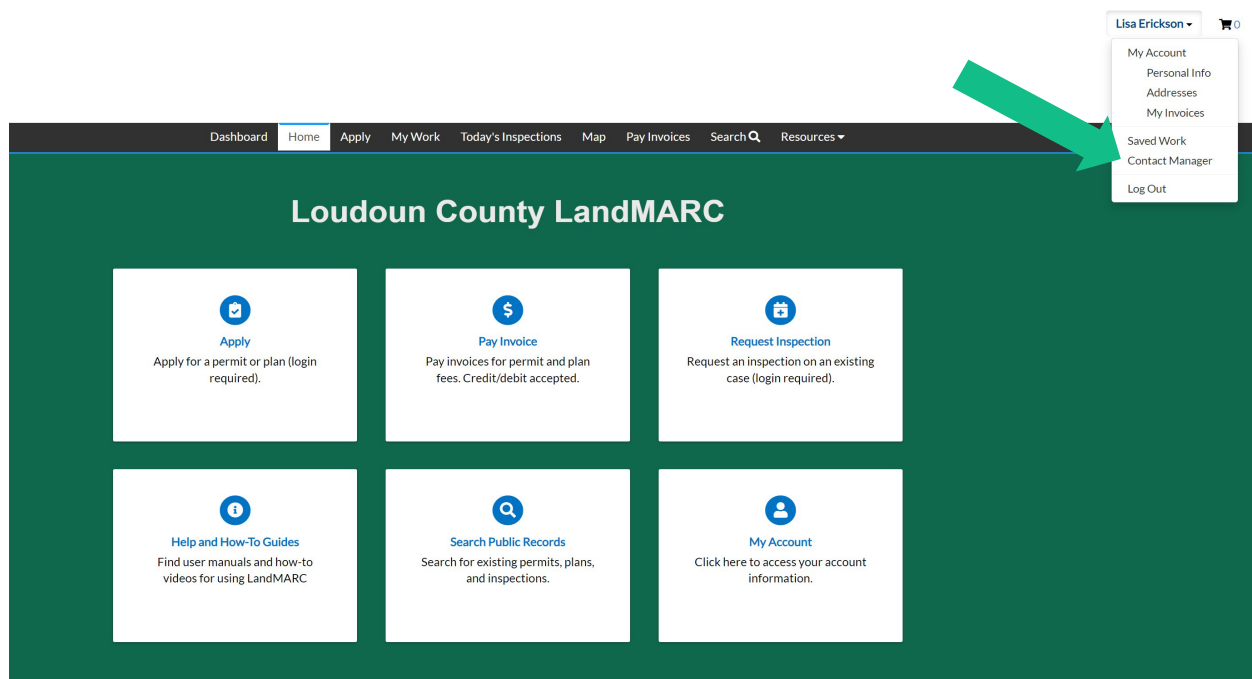 Lisa Erickson
0
My Account
Personal Info
Addresses
My Invoices
Saved Work
Contact Manager
Log Out
Dashboard Home Apply My Work Today's Inspections Map Pay Invoices Search Resources
Loudoun County LandMARC
Apply
Apply for a permit or plan (login
required).
Pay Invoice
Pay invoices for permit and plan
fees. Credit/debit accepted.
Request Inspection
Request an inspection on an existing
case (login required).
Help and How-To Guides
Find user manuals and how-to
videos for using LandMARC
Search Public Records
Search for existing permits, plans,
and inspections.
My Account
Click here to access your account
information.